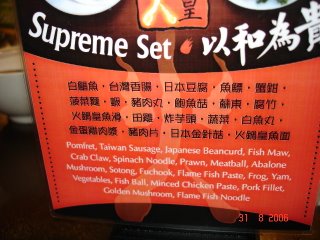 皇
Supreme Set 以和為貴
白鯧魚，台灣香腸，日本豆腐，魚鰾，蟹鉗，
菠菜麵，蝦，豬肉丸，鮑魚菇，蘇東，腐竹，
火鍋皇魚滑，田雞，炸芋頭，蔬菜，白魚丸，
金蛋雞肉漿，豬肉片，日本金針菇，火鍋皇魚面
Pomfret, Taiwan Sausage, Japanese Beancurd, Fish Maw,
Crab Claw, Spinach Noodle, Prawn, Meatball, Abalone
Mushroom, Sotong, Fuchook, Flame Fish Paste, Frog, Yam,
Vegetables, Fish Ball, Minced Chicken Paste, Pork Fillet,
Golden Mushroom, Flame Fish Noodle
31 8 2006